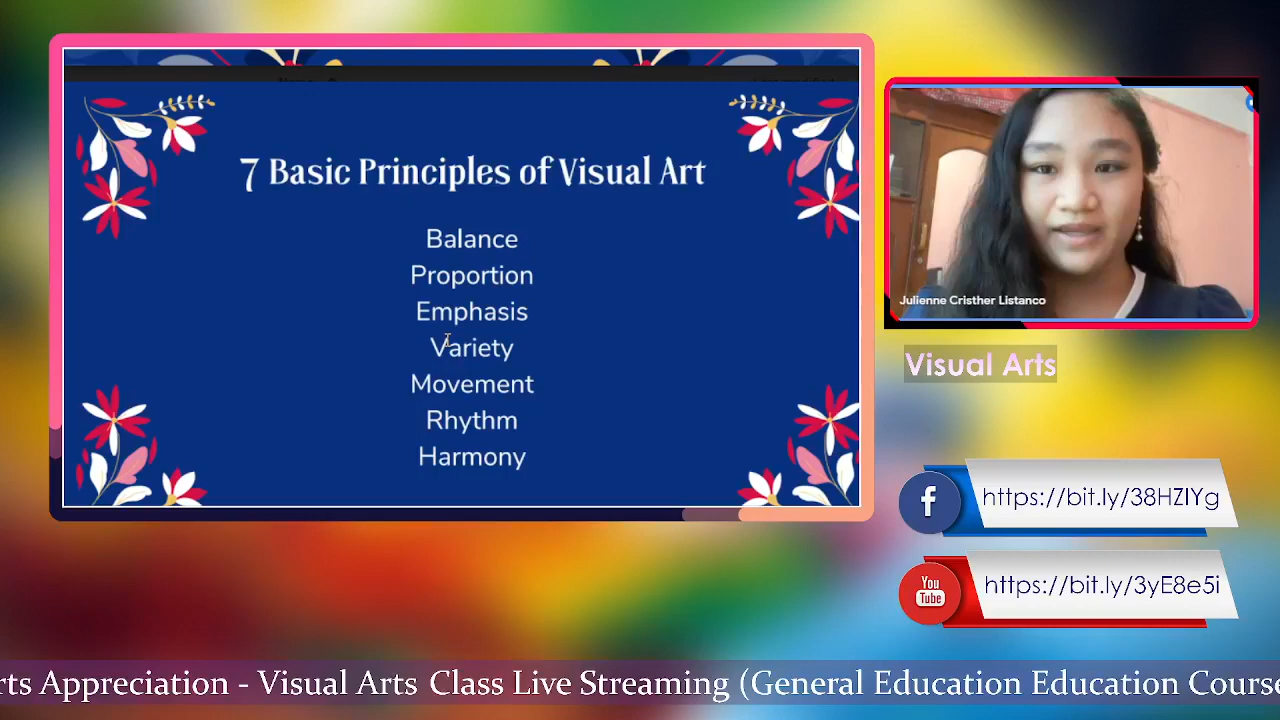 7 Basic Principles of Visual Art
Balance
Proportion
Emphasis
Variety
Movement
Rhythm
Harmony
Julienne Cristher Listanco
Visual Arts
f
https://bit.ly/38HZIYg
You
Tube
https://bit.ly/3yE8e5i
rts Appreciation - Visual Arts Class Live Streaming (General Education Education Course